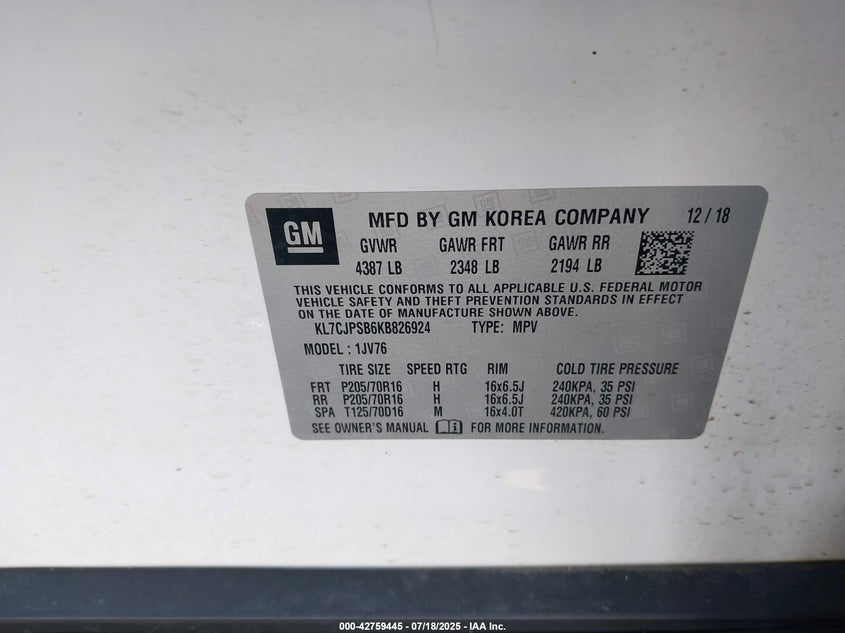 GM
MFD BY GM KOREA COMPANY 12 / 18
GVWR GAWR FRT GAWR RR
4387 LB 2348 LB 2194 LB
THIS VEHICLE CONFORMS TO ALL APPLICABLE U.S. FEDERAL MOTOR
VEHICLE SAFETY AND THEFT PREVENTION STANDARDS IN EFFECT
ON THE DATE OF MANUFACTURE SHOWN ABOVE.
KL7CJPSB6KB826924 TYPE: MPV
MODEL : 1JV76
TIRE SIZE SPEED RTG RIM COLD TIRE PRESSURE
FRT P205/70R16 H 16x6.5J 240KPA, 35 PSI
RR P205/70R16 H 16x6.5J 240KPA, 35 PSI
SPA T125/70D16 M 16x4.0T 420KPA, 60 PSI
SEE OWNER'S MANUAL FOR MORE INFORMATION.
000-42759445 - 07/18/2025 - IAA Inc.